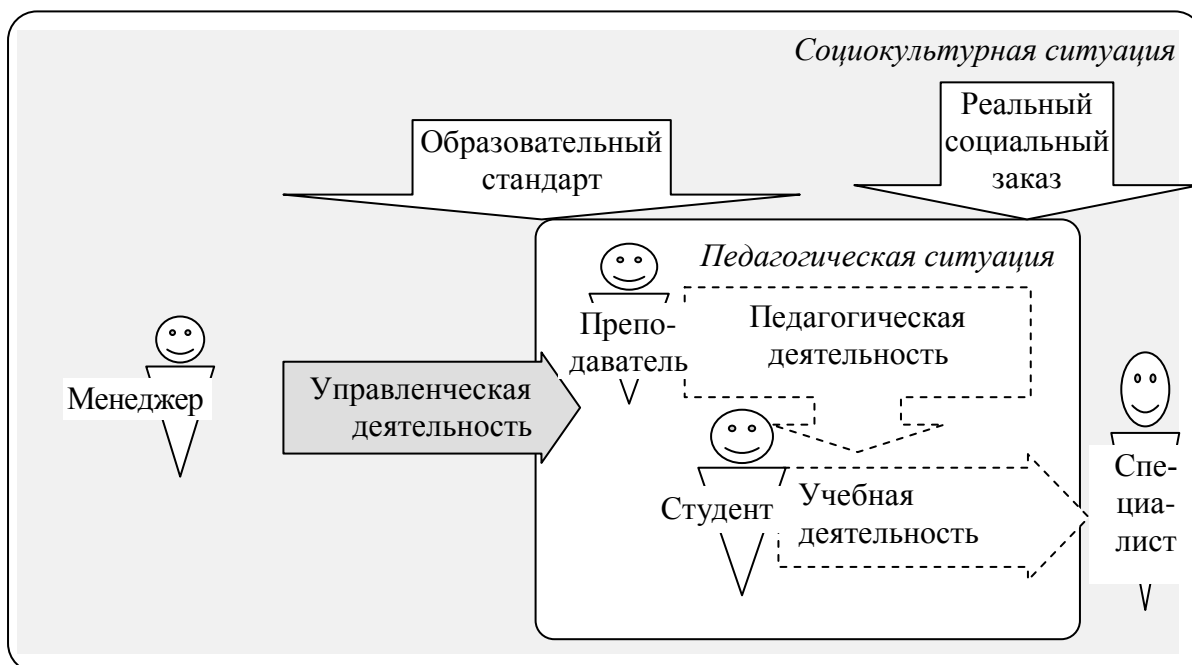 Социокультурная ситуация
Образовательный
стандарт
Реальный
социальный
заказ
Педагогическая ситуация
Препо-
даватель
Педагогическая
деятельность
Менеджер
Управленческая
деятельность
Студент
Учебная
деятельность
Спе-
циа-
лист